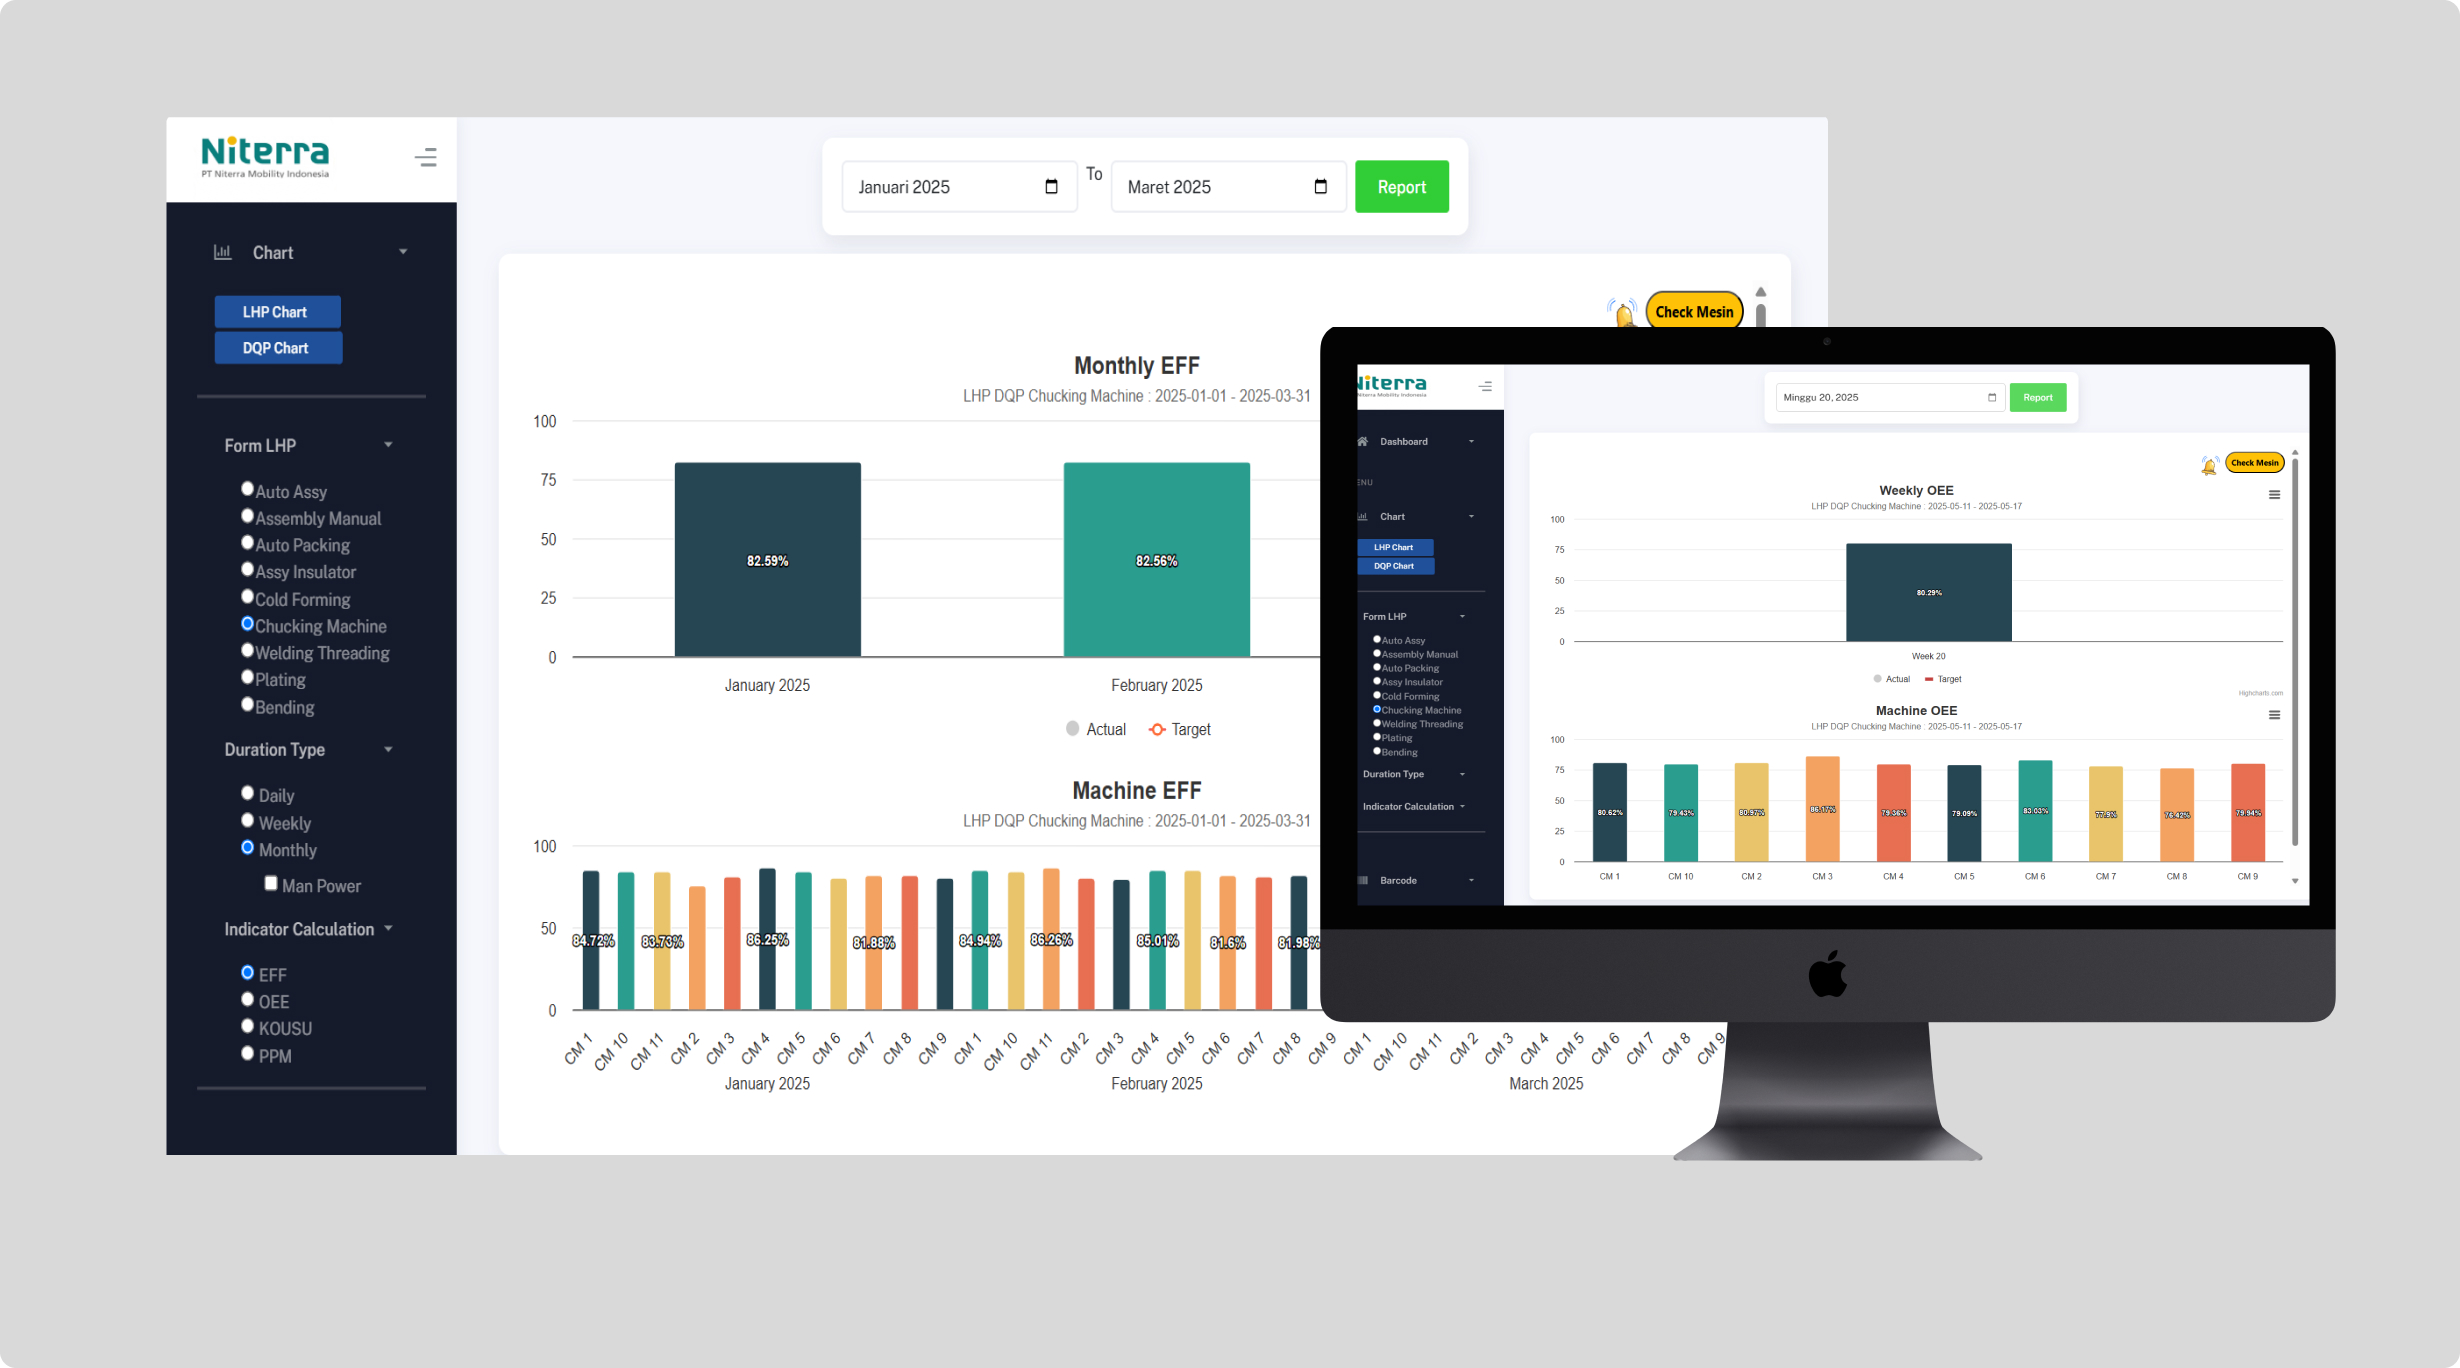 Niterra
PT Niterra Mobility Indonesia
Chart
LHP Chart
DQP Chart
Form LHP
Auto Assy
Assembly Manual
Auto Packing
Assy Insulator
Cold Forming
Chucking Machine
Welding Threading
Plating
Bending
Duration Type
Daily
Weekly
Monthly
Man Power
Indicator Calculation
EFF
OEE
KOUSU
PPM
Januari 2025 To Maret 2025 Report
Check Mesin
Monthly EFF
LHP DQP Chucking Machine : 2025-01-01 - 2025-03-31
100
75
50
25
0
82.59% 82.56%
January 2025 February 2025
Actual Target
Machine EFF
LHP DQP Chucking Machine : 2025-01-01 - 2025-03-31
100
50
0
84.72% 83.73% 86.25% 81.88% 84.94% 86.26% 85.01% 81.6% 81.98%
CM 1 CM 10 CM 11 CM 2 CM 3 CM 4 CM 5 CM 6 CM 7 CM 8 CM 9 CM 1 CM 10 CM 11 CM 2 CM 3 CM 4 CM 5 CM 6 CM 7 CM 8 CM 9 CM 1 CM 10 CM 11 CM 2 CM 3 CM 4 CM 5 CM 6 CM 7 CM 8 CM 9
January 2025 February 2025 March 2025
Niterra
Niterra Mobility Indonesia
Dashboard
ENU
Chart
LHP Chart
DQP Chart
Form LHP
Auto Assy
Assembly Manual
Auto Packing
Assy Insulator
Cold Forming
Chucking Machine
Welding Threading
Plating
Bending
Duration Type
Indicator Calculation
Barcode
Minggu 20, 2025 Report
Check Mesin
Weekly OEE
LHP DQP Chucking Machine : 2025-05-11 - 2025-05-17
100
75
50
25
0
80.29%
Week 20
Actual Target
Highcharts.com
Machine OEE
LHP DQP Chucking Machine : 2025-05-11 - 2025-05-17
100
75
50
25
0
80.62% 79.43% 80.97% 86.17% 79.36% 79.09% 83.03% 77.9% 76.42% 79.94%
CM 1 CM 10 CM 2 CM 3 CM 4 CM 5 CM 6 CM 7 CM 8 CM 9